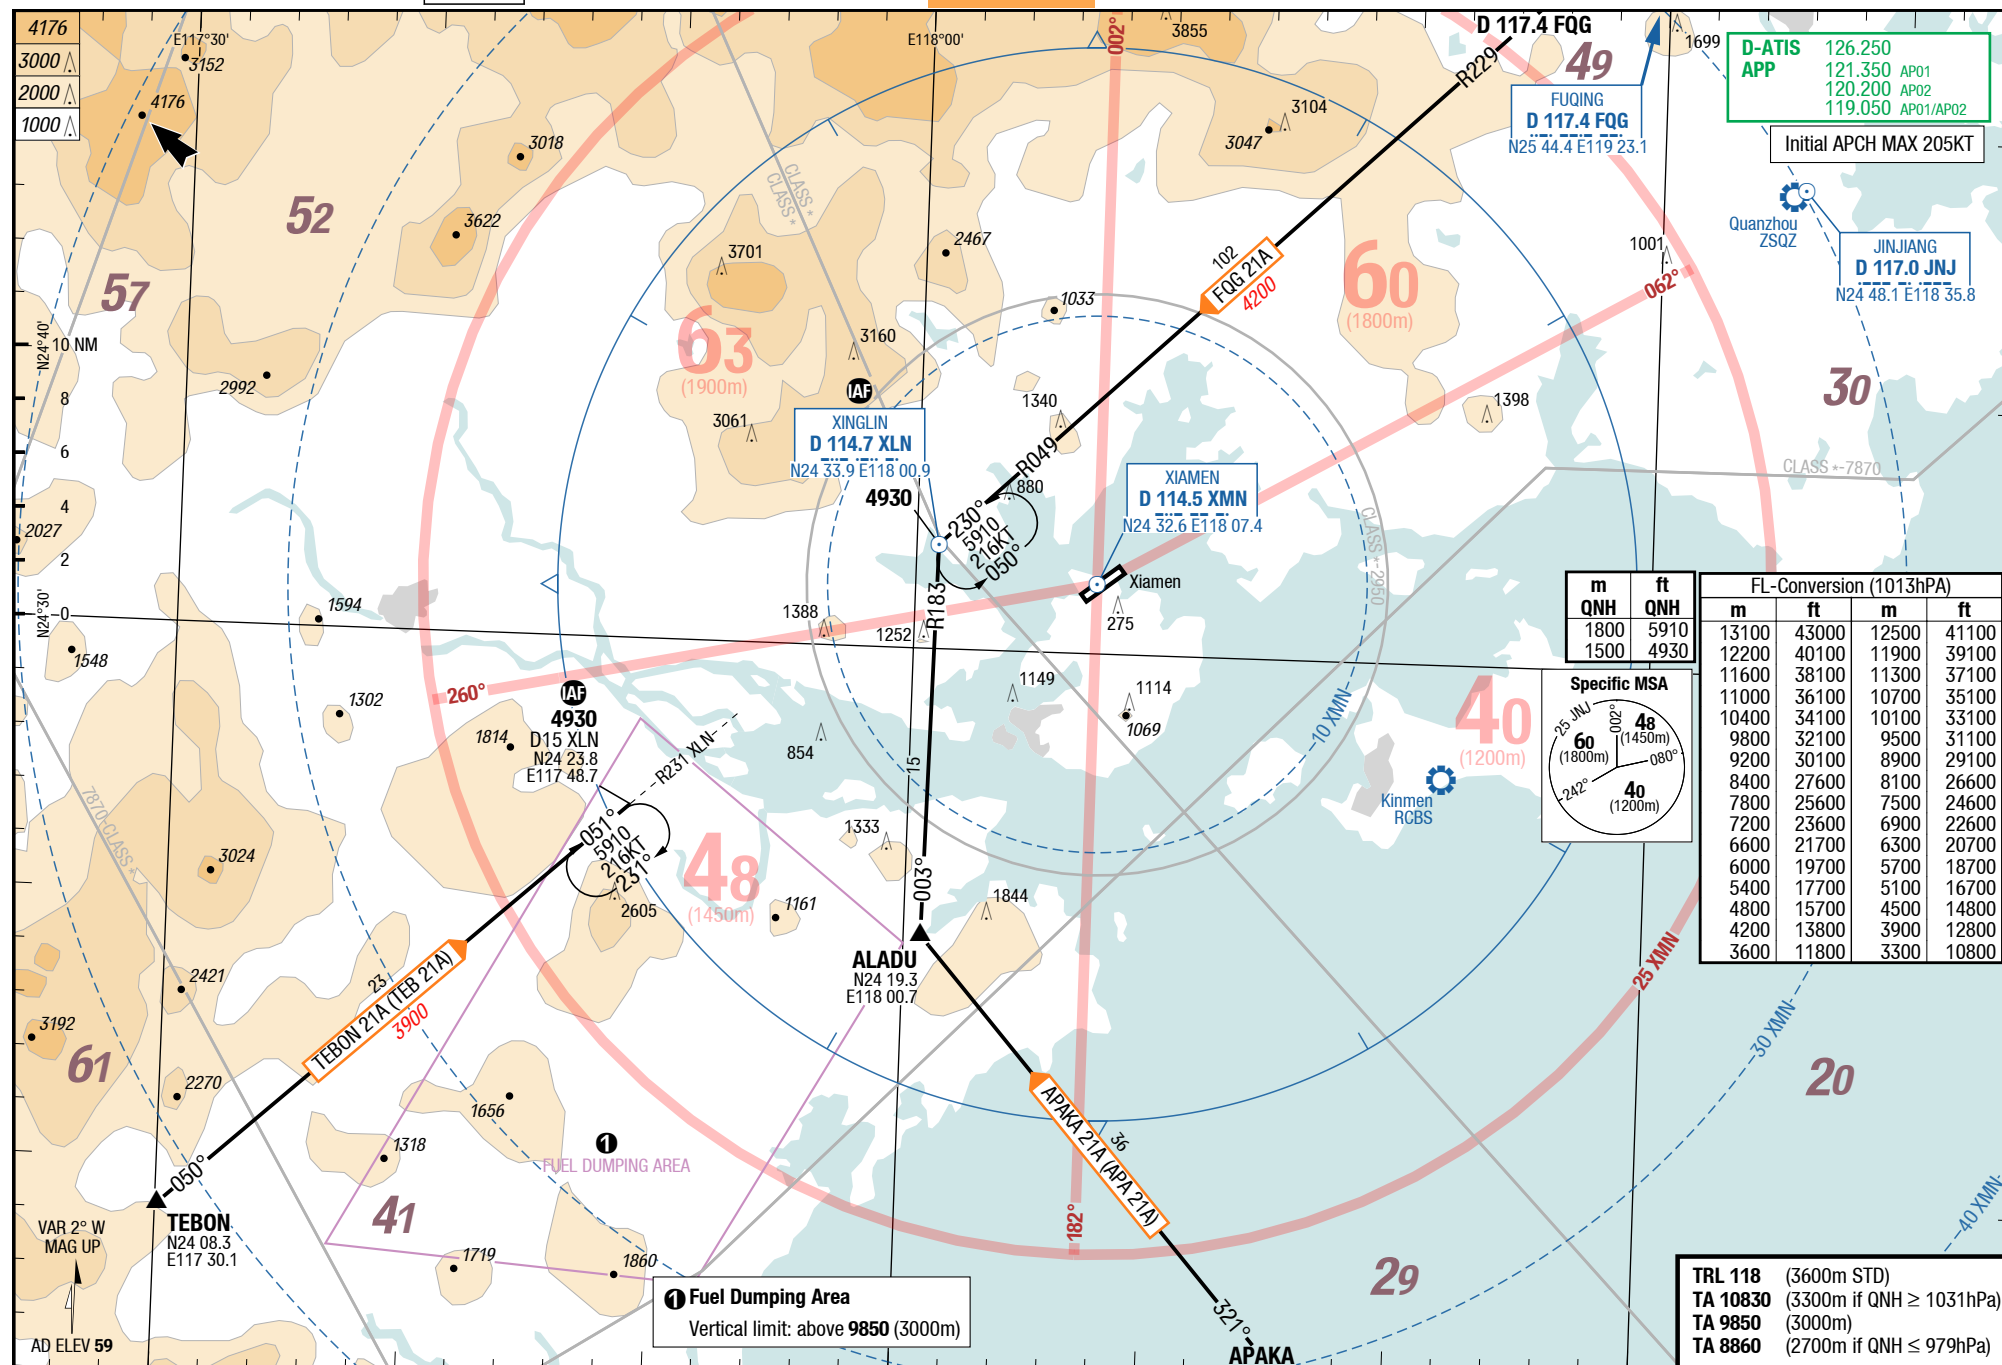 4176
3000
2000
1000
E117°30'
3152
4176
E118°00'
3855
002°
D 117.4 FQG
R229
49
1699
D-ATIS 126.250
APP 121.350 AP01
120.200 AP02
119.050 AP01/AP02
FUQING
D 117.4 FQG
N25 44.4 E119 23.1
Initial APCH MAX 205KT
3104
3047
3018
CLASS *
CLASS *
52
3622
2467
3701
Quanzhou
ZSQZ
JINJIANG
D 117.0 JNJ
N24 48.1 E118 35.8
1001
062°
102
FQG 21A
4200
60
(1800m)
57
1033
63
(1900m)
3160
N24°40'
10 NM
8
6
4
2
0
N24°30'
2992
IAF
30
1340
1398
3061
XINGLIN
D 114.7 XLN
N24 33.9 E118 00.9
R049
CLASS *-7870
XIAMEN
D 114.5 XMN
N24 32.6 E118 07.4
880
4930
2027
230°
5910
216KT
050°
CLASS *-2950
Xiamen
275
1594
1388
1252
R183
1548
m ft
QNH QNH
1800 5910
1500 4930
FL-Conversion (1013hPA)
m ft m ft
13100 43000 12500 41100
12200 40100 11900 39100
11600 38100 11300 37100
11000 36100 10700 35100
10400 34100 10100 33100
9800 32100 9500 31100
9200 30100 8900 29100
8400 27600 8100 26600
7800 25600 7500 24600
7200 23600 6900 22600
6600 21700 6300 20700
6000 19700 5700 18700
5400 17700 5100 16700
4800 15700 4500 14800
4200 13800 3900 12800
3600 11800 3300 10800
Specific MSA
25 JNJ
002°
48
(1450m)
60
(1800m)
080°
242°
40
(1200m)
260°
IAF
4930
D15 XLN
N24 23.8
E117 48.7
1302
1814
R231 XLN
1149
1114
1069
854
40
(1200m)
10 XMN
15
Kinmen
RCBS
7870-CLASS *
3024
051°
5910
216KT
231°
2605
1333
48
(1450m)
1161
003°
1844
ALADU
N24 19.3
E118 00.7
25 XMN
2421
23
TEBON 21A (TEB 21A)
3900
3192
61
2270
1656
30 XMN
20
1318
1
FUEL DUMPING AREA
36
APAKA 21A (APA 21A)
050°
TEBON
N24 08.3
E117 30.1
41
182°
40 XMN
VAR 2° W
MAG UP
1719
1860
29
1 Fuel Dumping Area
Vertical limit: above 9850 (3000m)
321°
APAKA
AD ELEV 59
TRL 118 (3600m STD)
TA 10830 (3300m if QNH ≥ 1031hPa)
TA 9850 (3000m)
TA 8860 (2700m if QNH ≤ 979hPa)